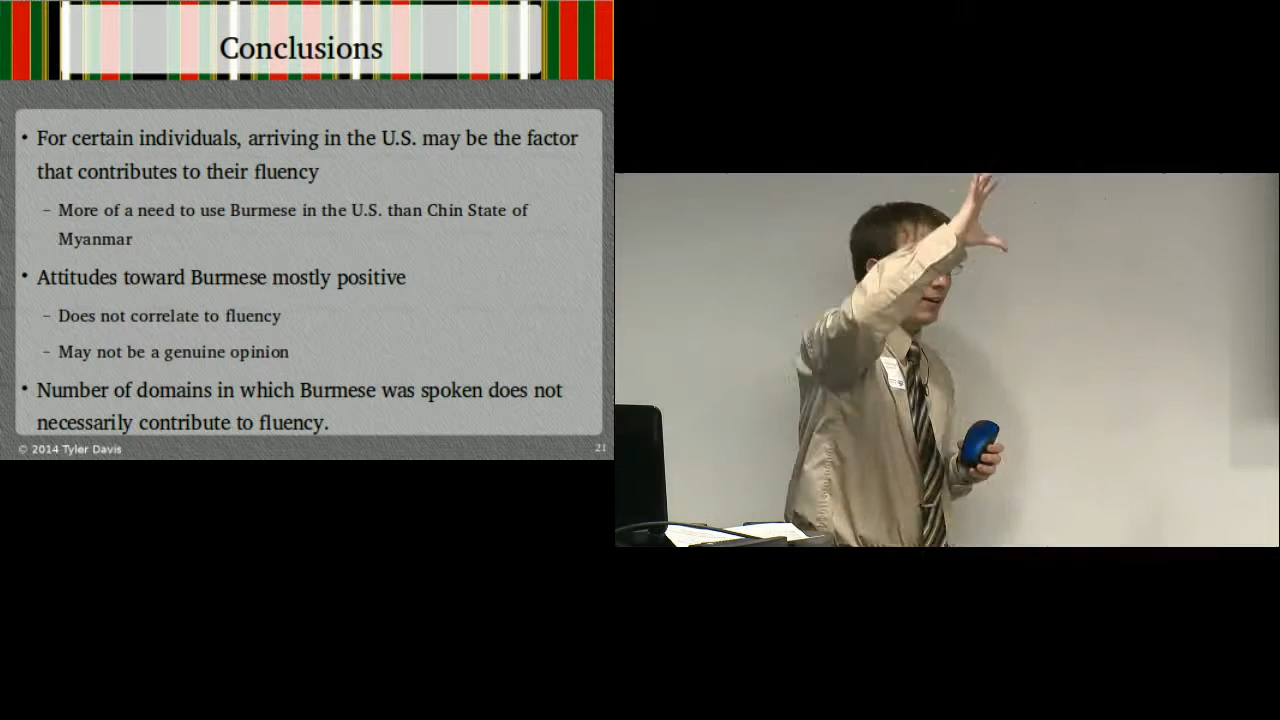 Conclusions
• For certain individuals, arriving in the U.S. may be the factor
that contributes to their fluency
– More of a need to use Burmese in the U.S. than Chin State of
Myanmar
• Attitudes toward Burmese mostly positive
– Does not correlate to fluency
– May not be a genuine opinion
• Number of domains in which Burmese was spoken does not
necessarily contribute to fluency.
© 2014 Tyler Davis
21